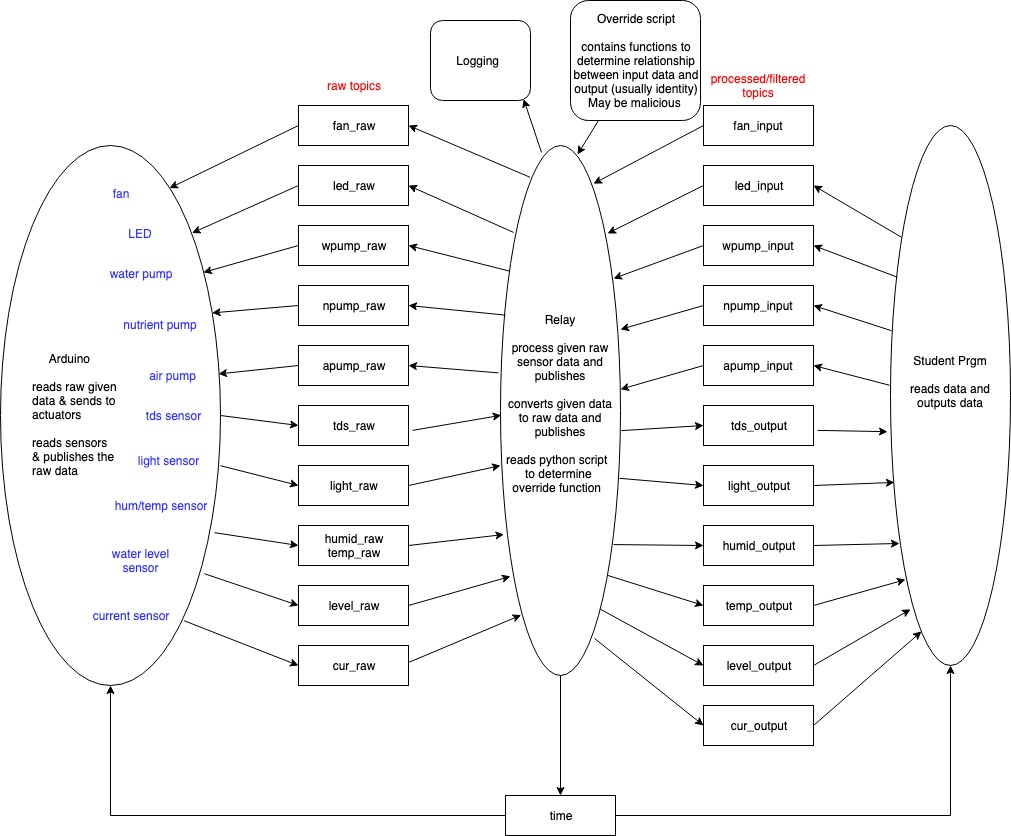 Override script
contains functions to
determine relationship
between input data and
output (usually identity)
May be malicious
Logging
raw topics
processed/filtered
topics
fan_raw
fan_input
led_raw
led_input
wpump_raw
wpump_input
npump_raw
npump_input
apump_raw
apump_input
tds_raw
tds_output
light_raw
light_output
humid_raw
temp_raw
humid_output
level_raw
temp_output
cur_raw
level_output
cur_output
fan
LED
water pump
nutrient pump
air pump
tds sensor
light sensor
hum/temp sensor
water level
sensor
current sensor
Arduino
reads raw given
data & sends to
actuators
reads sensors
& publishes the
raw data
Relay
process given raw
sensor data and
publishes
converts given data
to raw data and
publishes
reads python script
to determine
override function
Student Prgm
reads data and
outputs data
time